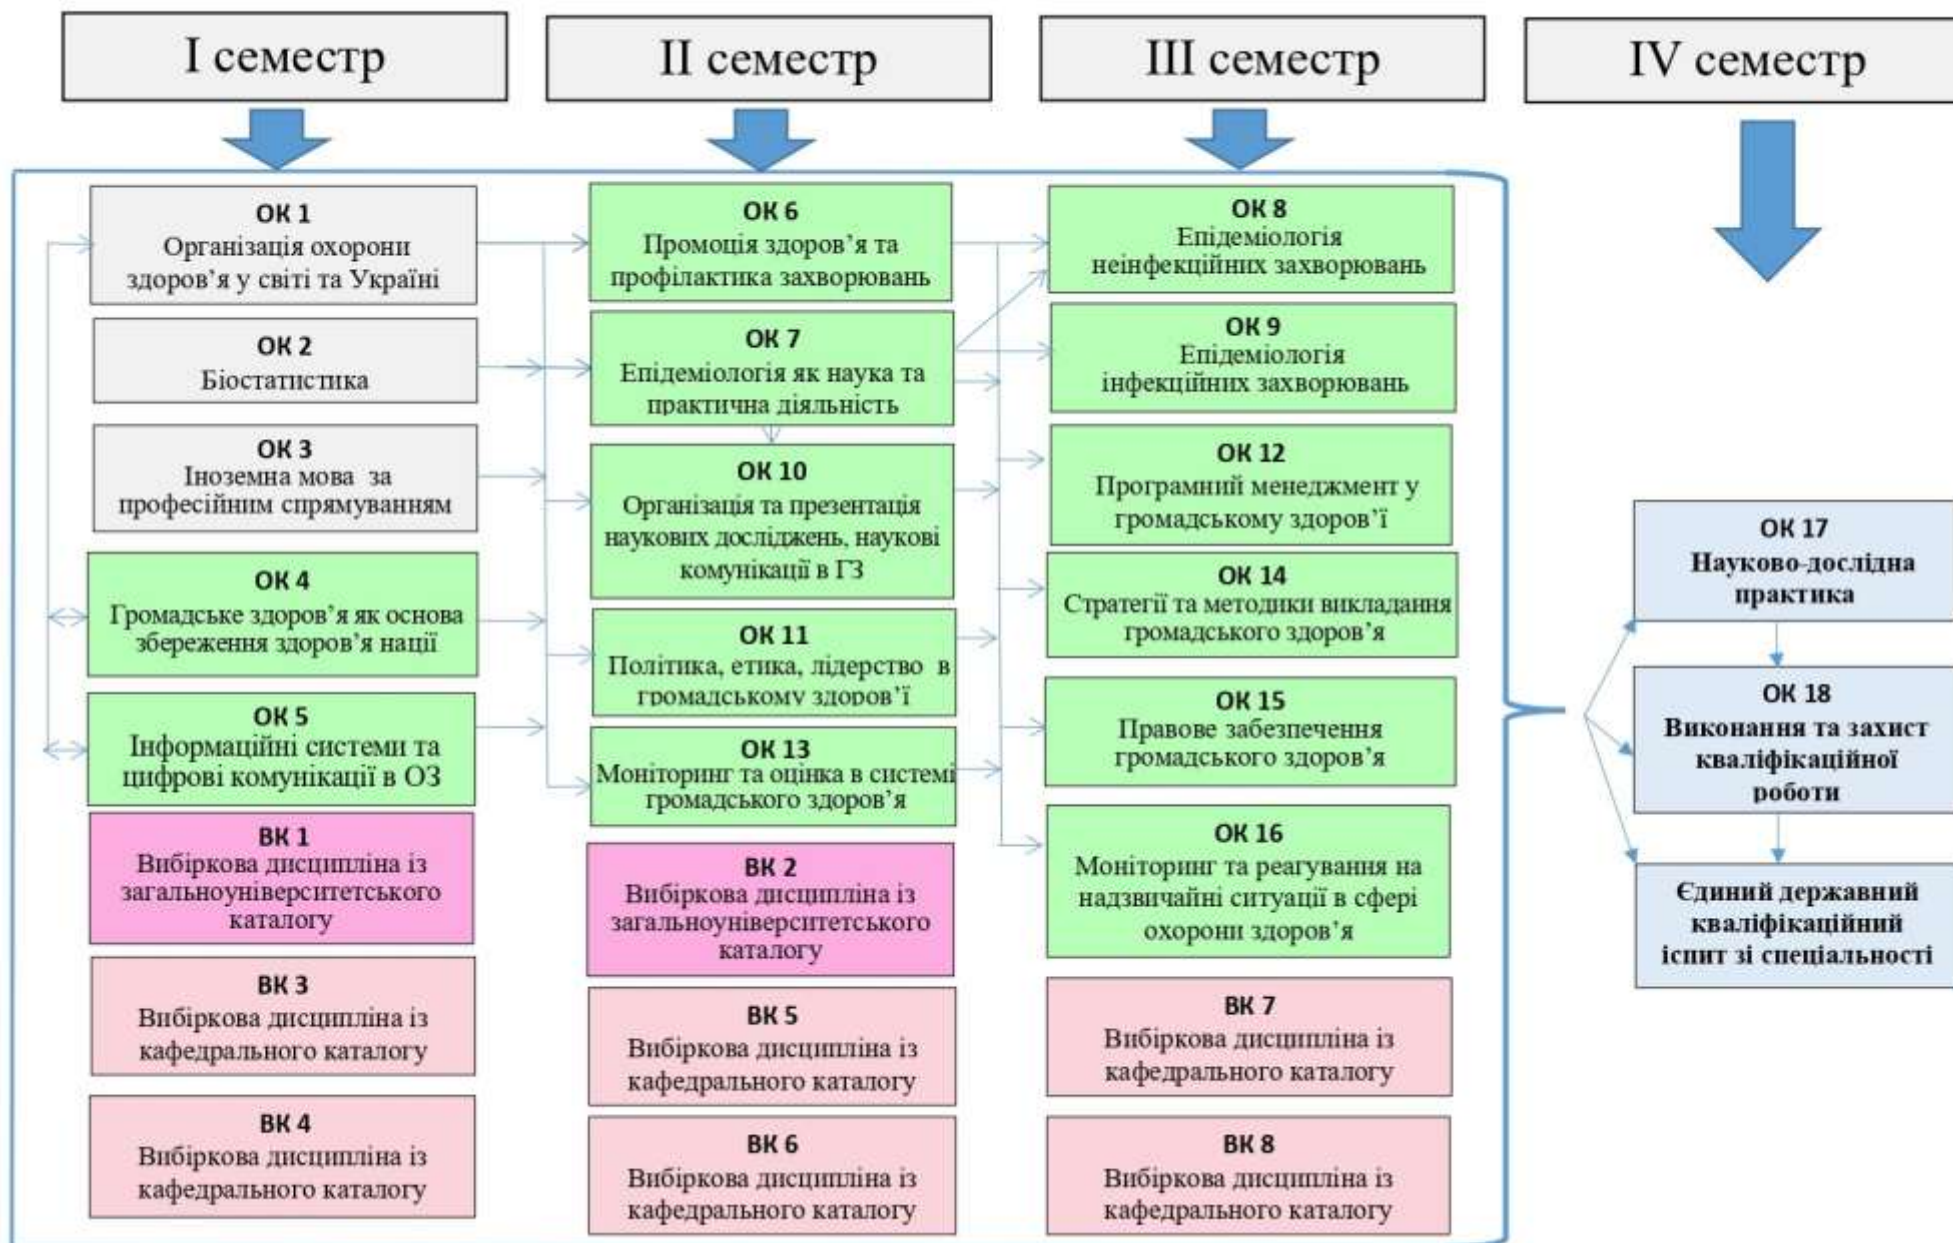 I семестр
II семестр
III семестр
IV семестр
ОК 1
Організація охорони
здоров’я у світі та Україні
ОК 2
Біостатистика
ОК 3
Іноземна мова за
професійним спрямуванням
ОК 4
Громадське здоров’я як основа
збереження здоров’я нації
ОК 5
Інформаційні системи та
цифрові комунікації в ОЗ
ВК 1
Вибіркова дисципліна із
загальноуніверситетського
каталогу
ВК 3
Вибіркова дисципліна із
кафедрального каталогу
ВК 4
Вибіркова дисципліна із
кафедрального каталогу
ОК 6
Промоція здоров’я та
профілактика захворювань
ОК 7
Епідеміологія як наука та
практична діяльність
ОК 10
Організація та презентація
наукових досліджень, наукові
комунікації в ГЗ
ОК 11
Політика, етика, лідерство в
громадському здоров’ї
ОК 13
Моніторинг та оцінка в системі
громадського здоров’я
ВК 2
Вибіркова дисципліна із
загальноуніверситетського
каталогу
ВК 5
Вибіркова дисципліна із
кафедрального каталогу
ВК 6
Вибіркова дисципліна із
кафедрального каталогу
ОК 8
Епідеміологія
неінфекційних захворювань
ОК 9
Епідеміологія
інфекційних захворювань
ОК 12
Програмний менеджмент у
громадському здоров’ї
ОК 14
Стратегії та методики викладання
громадського здоров’я
ОК 15
Правове забезпечення
громадського здоров’я
ОК 16
Моніторинг та реагування на
надзвичайні ситуації в сфері
охорони здоров’я
ВК 7
Вибіркова дисципліна із
кафедрального каталогу
ВК 8
Вибіркова дисципліна із
кафедрального каталогу
ОК 17
Науково-дослідна
практика
ОК 18
Виконання та захист
кваліфікаційної
роботи
Єдиний державний
кваліфікаційний
іспит зі спеціальності